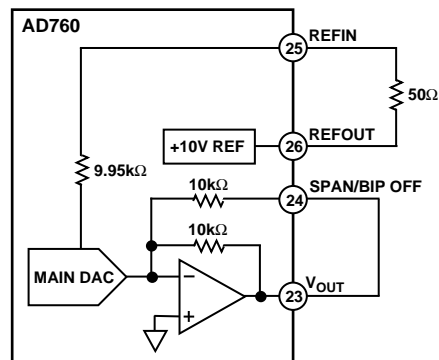 AD760
25 REFIN
50Ω
+10V REF
26 REFOUT
9.95kΩ
10kΩ
24 SPAN/BIP OFF
10kΩ
MAIN DAC
−
+
23 VOUT